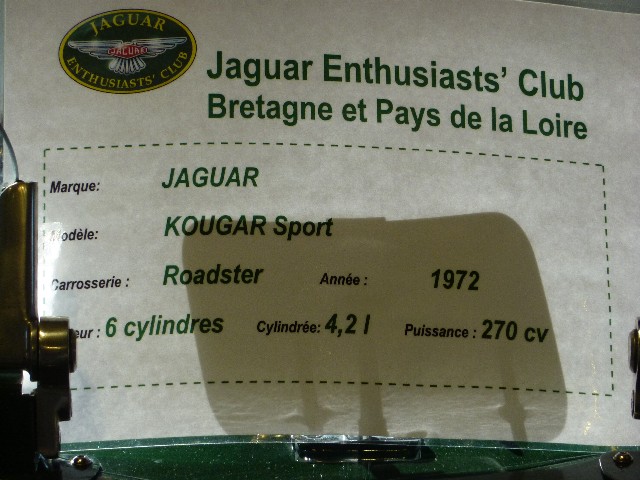 JAGUAR
JAGUAR
ENTHUSIASTS' CLUB
Jaguar Enthusiasts' Club
Bretagne et Pays de la Loire
Marque: JAGUAR
Modèle: KOUGAR Sport
Carrosserie : Roadster Année : 1972
eur : 6 cylindres Cylindrée: 4,2 l Puissance : 270 cv